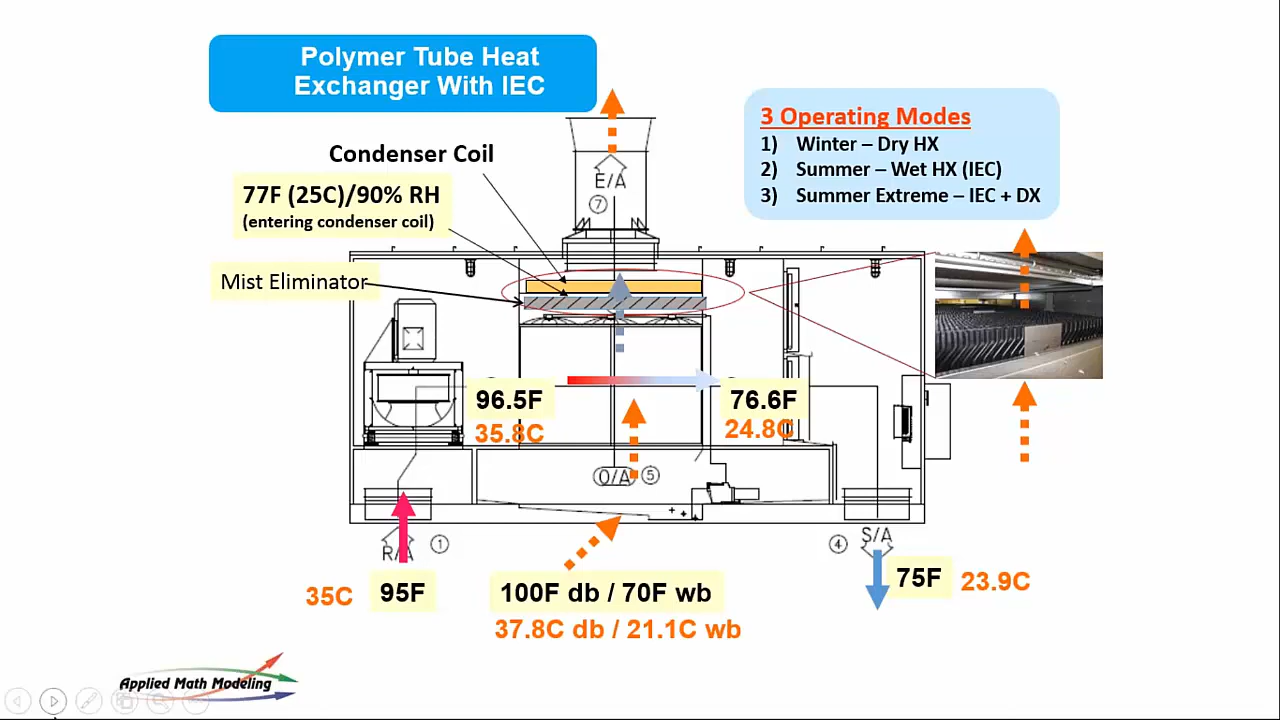 Polymer Tube Heat
Exchanger With IEC
3 Operating Modes
1) Winter – Dry HX
2) Summer – Wet HX (IEC)
3) Summer Extreme – IEC + DX
Condenser Coil
77F (25C)/90% RH
(entering condenser coil)
Mist Eliminator
E/A
7
96.5F
35.8C
76.6F
24.8C
O/A
5
R/A
1
4
S/A
35C
95F
100F db / 70F wb
37.8C db / 21.1C wb
75F
23.9C
Applied Math Modeling